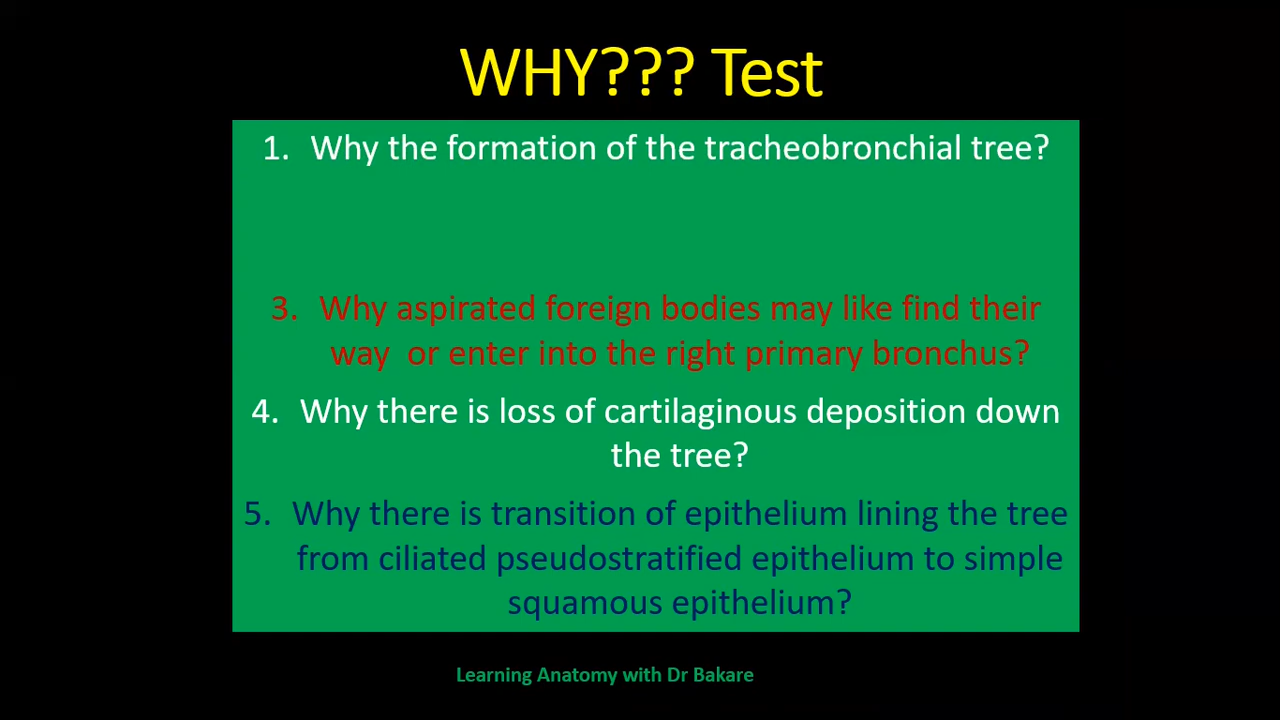 WHY??? Test
1. Why the formation of the tracheobronchial tree?
3. Why aspirated foreign bodies may like find their
way or enter into the right primary bronchus?
4. Why there is loss of cartilaginous deposition down
the tree?
5. Why there is transition of epithelium lining the tree
from ciliated pseudostratified epithelium to simple
squamous epithelium?
Learning Anatomy with Dr Bakare